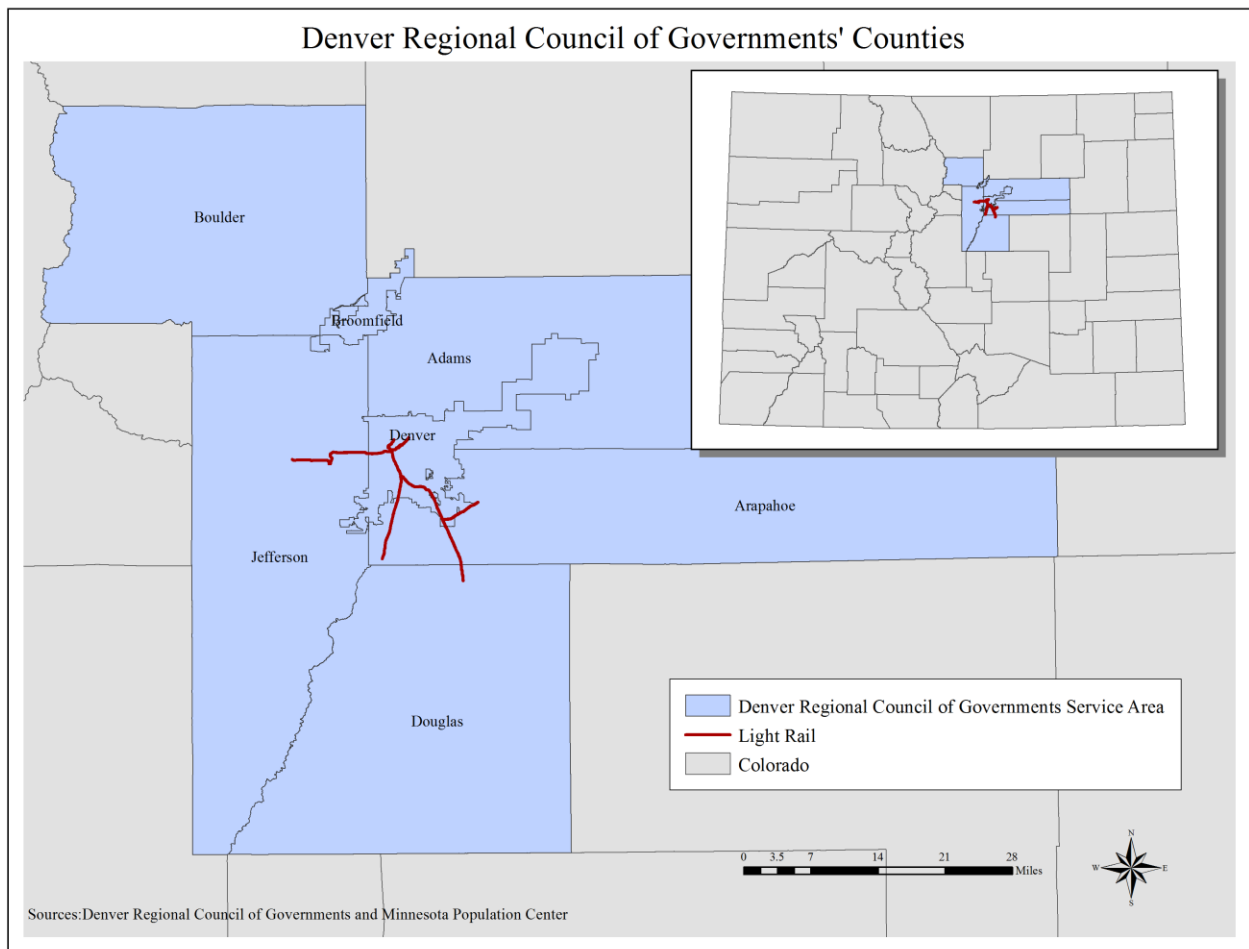 Denver Regional Council of Governments' Counties
Boulder
Broomfield
Adams
Denver
Arapahoe
Jefferson
Douglas
Denver Regional Council of Governments Service Area
Light Rail
Colorado
0 3.5 7 14 21 28
Miles
N
W E
S
Sources:Denver Regional Council of Governments and Minnesota Population Center